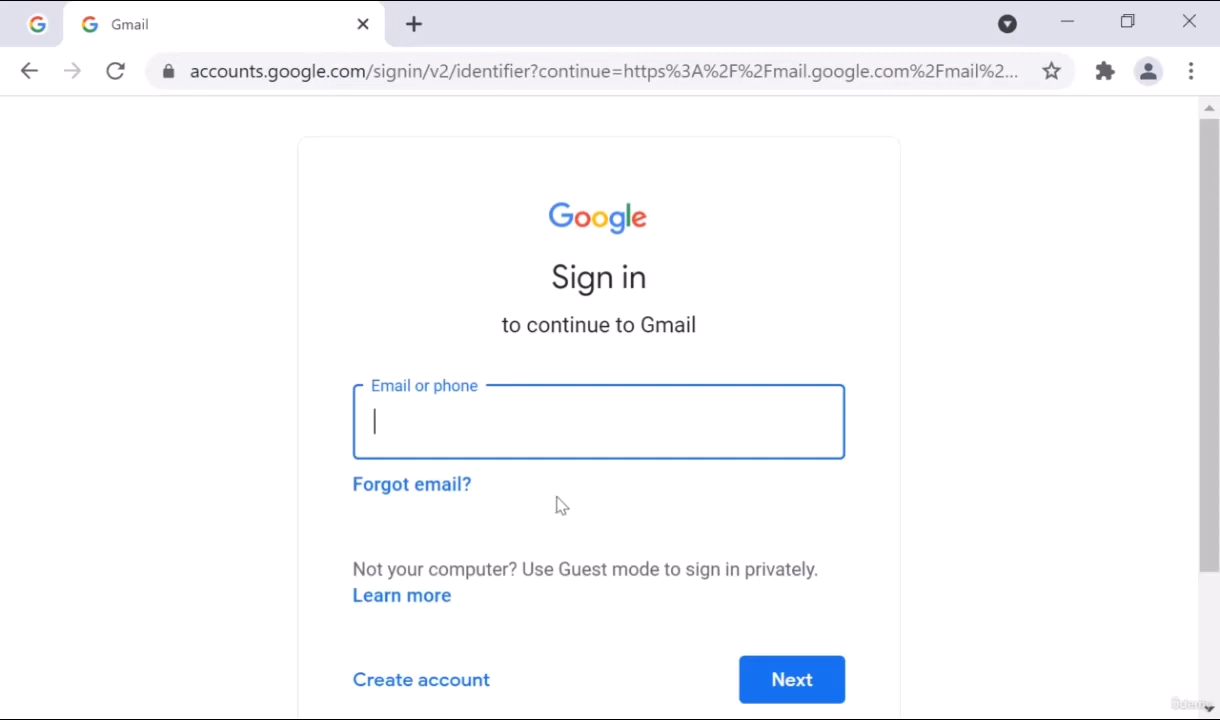 Gmail
accounts.google.com/signin/v2/identifier?continue=https%3A%2F%2Fmail.google.com%2Fmail%2...
Google
Sign in
to continue to Gmail
Email or phone
Forgot email?
Not your computer? Use Guest mode to sign in privately.
Learn more
Create account
Next